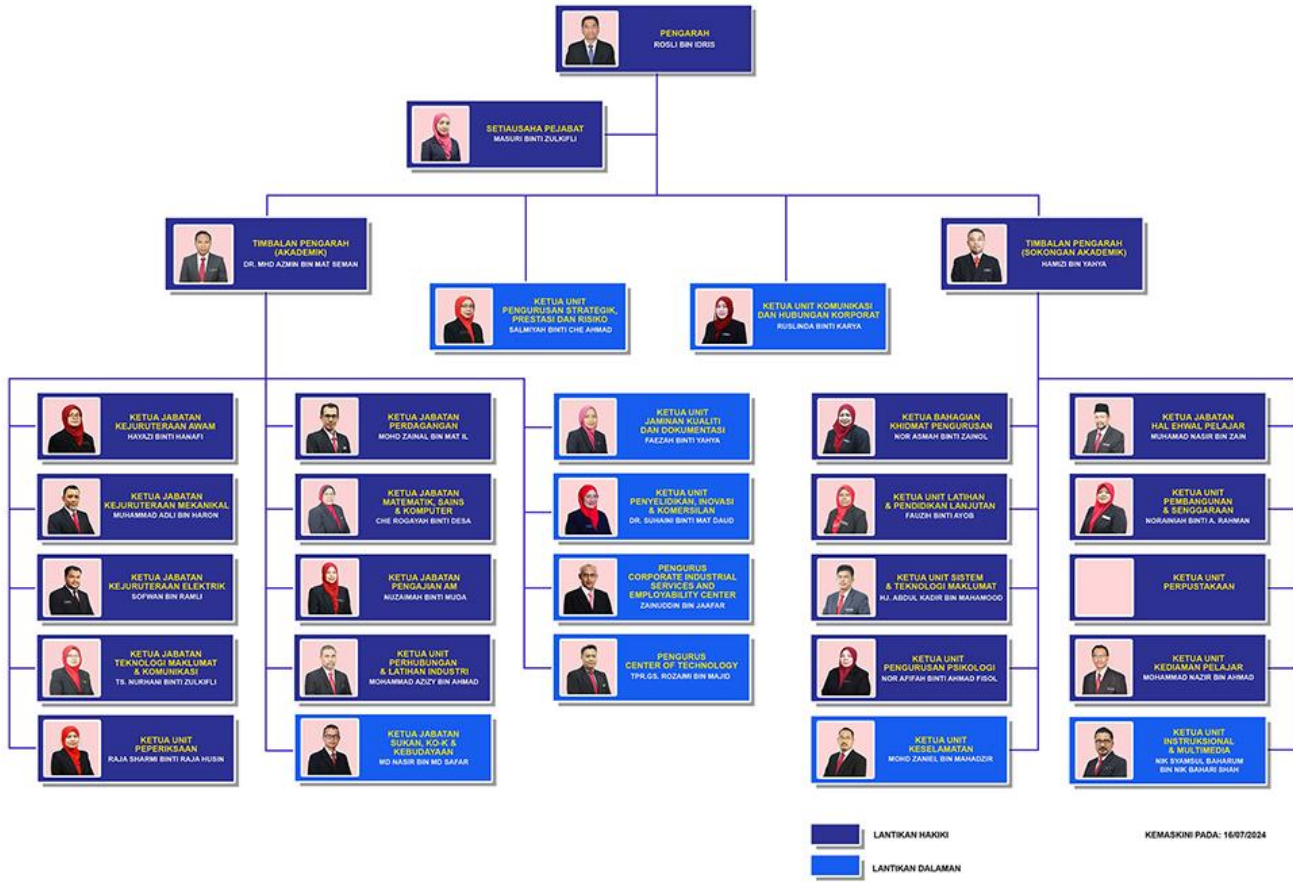 PENGARAH
ROSLI BIN IDRIS
SETIAUSAHA PEJABAT
MASURI BINTI ZULKIFLI
TIMBALAN PENGARAH
(AKADEMIK)
DR. MHD AZMIN BIN MAT SEMAN
TIMBALAN PENGARAH
(SOKONGAN AKADEMIK)
HAMIZI BIN YAHYA
KETUA UNIT
PENGURUSAN STRATEGIK,
PRESTASI DAN RISIKO
SALMIYAH BINTI CHE AHMAD
KETUA UNIT KOMUNIKASI
DAN HUBUNGAN KORPORAT
RUSLINDA BINTI KARYA
KETUA JABATAN
KEJURUTERAAN AWAM
HAYAZI BINTI HANAFI
KETUA JABATAN
PERDAGANGAN
MOHD ZAINAL BIN MAT IL
KETUA UNIT
JAMINAN KUALITI
DAN DOKUMENTASI
FAEZAH BINTI YAHYA
KETUA BAHAGIAN
KHIDMAT PENGURUSAN
NOR ASMAH BINTI ZAINOL
KETUA JABATAN
HAL EHWAL PELAJAR
MUHAMAD NASIR BIN ZAIN
KETUA JABATAN
KEJURUTERAAN MEKANIKAL
MUHAMMAD ADLI BIN HARON
KETUA JABATAN
MATEMATIK, SAINS
& KOMPUTER
CHE ROGAYAH BINTI DESA
KETUA UNIT
PENYELIDIKAN, INOVASI
& KOMERSILAN
DR. SUHAINI BINTI MAT DAUD
KETUA UNIT LATIHAN
& PENDIDIKAN LANJUTAN
FAUZIH BINTI AYOB
KETUA UNIT
PEMBANGUNAN
& SENGGARAAN
NORAINIAH BINTI A. RAHMAN
KETUA JABATAN
KEJURUTERAAN ELEKTRIK
SOFWAN BIN RAMLI
KETUA JABATAN
PENGAJIAN AM
NUZAIMAH BINTI MUDA
PENGURUS
CORPORATE INDUSTRIAL
SERVICES AND
EMPLOYABILITY CENTER
ZAINUDDIN BIN JAAFAR
KETUA UNIT SISTEM
& TEKNOLOGI MAKLUMAT
HJ. ABDUL KADIR BIN MAHAMOOD
KETUA UNIT
PERPUSTAKAAN
KETUA JABATAN
TEKNOLOGI MAKLUMAT
& KOMUNIKASI
TS. NURHANI BINTI ZULKIFLI
KETUA UNIT
PERHUBUNGAN
& LATIHAN INDUSTRI
MOHAMMAD AZIZY BIN AHMAD
PENGURUS
CENTER OF TECHNOLOGY
TPR.GS. ROZAIMI BIN MAJID
KETUA UNIT
PENGURUSAN PSIKOLOGI
NOR AFIFAH BINTI AHMAD FISOL
KETUA UNIT
KEDIAMAN PELAJAR
MOHAMMAD NAZIR BIN AHMAD
KETUA UNIT
PEPERIKSAAN
RAJA SHARMI BINTI RAJA HUSIN
KETUA JABATAN
SUKAN, KO-K &
KEBUDAYAAN
MD NASIR BIN MD SAFAR
KETUA UNIT
KESELAMATAN
MOHD ZANIEL BIN MAHADZIR
KETUA UNIT
INSTRUKSIONAL
& MULTIMEDIA
NIK SYAMSUL BAHARUM
BIN NIK BAHARI SHAH
LANTIKAN HAKIKI
KEMASKINI PADA: 16/07/2024
LANTIKAN DALAMAN